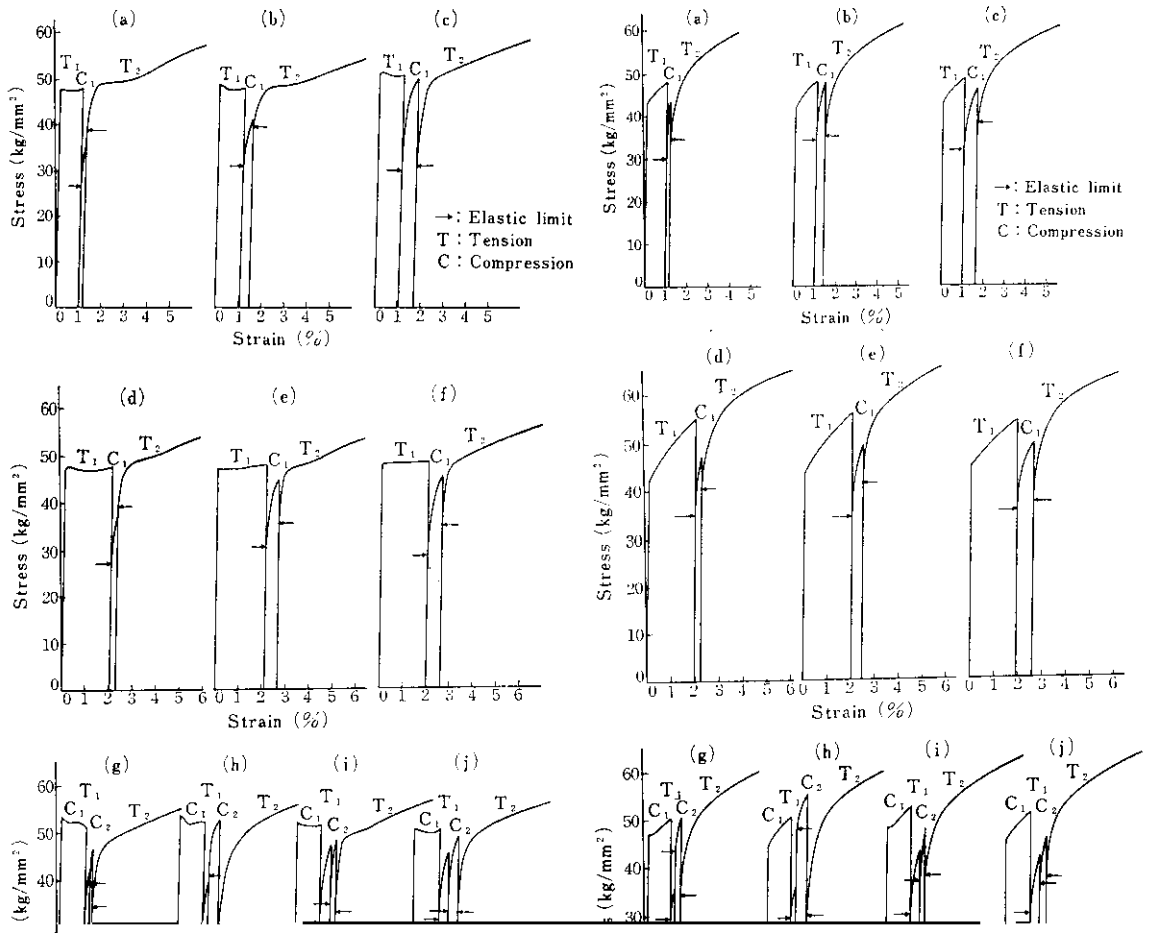 (a) (b) (c)
Stress (kg/mm²)
60
50
40
30
20
10
0
T₁ C₁ T₂
T₁ C₁ T₂
T₁ C₁ T₂
→ : Elastic limit
T : Tension
C : Compression
0 1 2 3 4 5
0 1 2 3 4 5
0 1 2 3 4 5
Strain (%)
(a) (b) (c)
Stress (kg/mm²)
60
50
40
30
20
10
0
T₁ C₁ T₂
T₁ C₁ T₂
T₁ C₁ T₂
→ : Elastic limit
T : Tension
C : Compression
0 1 2 3 4 5
0 1 2 3 4 5
0 1 2 3 4 5
Strain (%)
(d) (e) (f)
Stress (kg/mm²)
60
50
40
30
20
10
0
T₁ C₁ T₂
T₁ C₁ T₂
T₁ C₁ T₂
0 1 2 3 4 5 6
0 1 2 3 4 5 6
0 1 2 3 4 5 6
Strain (%)
(d) (e) (f)
Stress (kg/mm²)
60
50
40
30
20
10
0
T₁ C₁ T₂
T₁ C₁ T₂
T₁ C₁ T₂
0 1 2 3 4 5 6
0 1 2 3 4 5 6
0 1 2 3 4 5 6
Strain (%)
(g) (h) (i) (j)
(kg/mm²)
60
50
40
C₁ T₁ C₂ T₂
C₁ T₁ C₂ T₂
C₁ T₁ C₂ T₂
C₁ T₁ C₂ T₂
(g) (h) (i) (j)
s (kg/mm²)
60
50
40
30
C₁ T₁ C₂ T₂
C₁ T₁ C₂ T₂
C₁ T₁ C₂ T₂
C₁ T₁ C₂ T₂